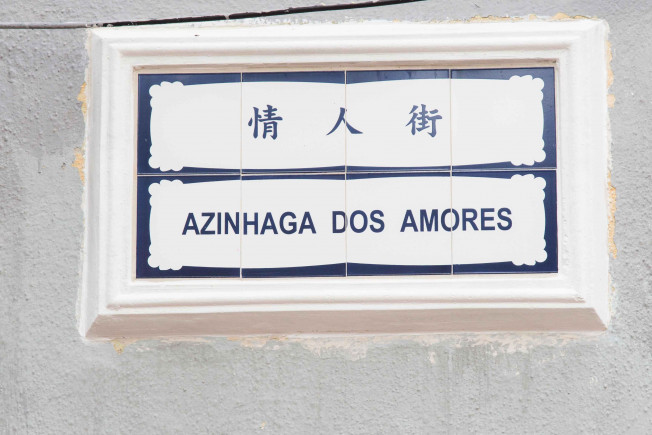 情人街
AZINHAGA DOS AMORES